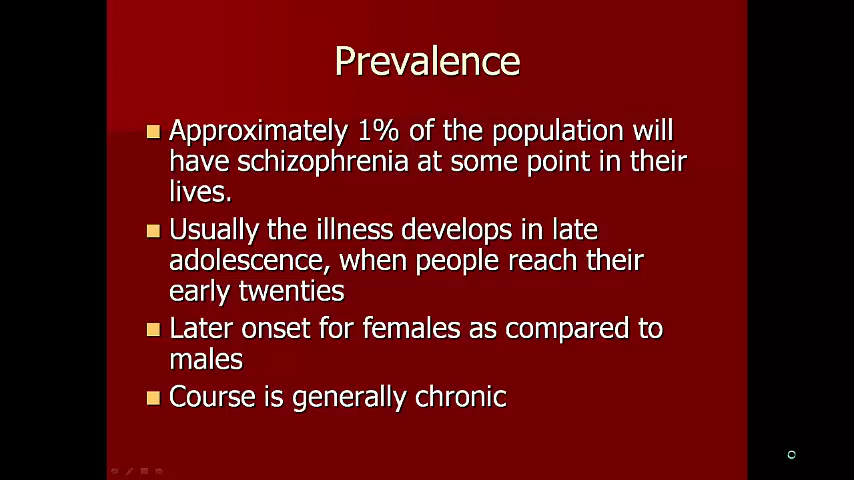 Prevalence
Approximately 1% of the population will
have schizophrenia at some point in their
lives.
Usually the illness develops in late
adolescence, when people reach their
early twenties
Later onset for females as compared to
males
Course is generally chronic